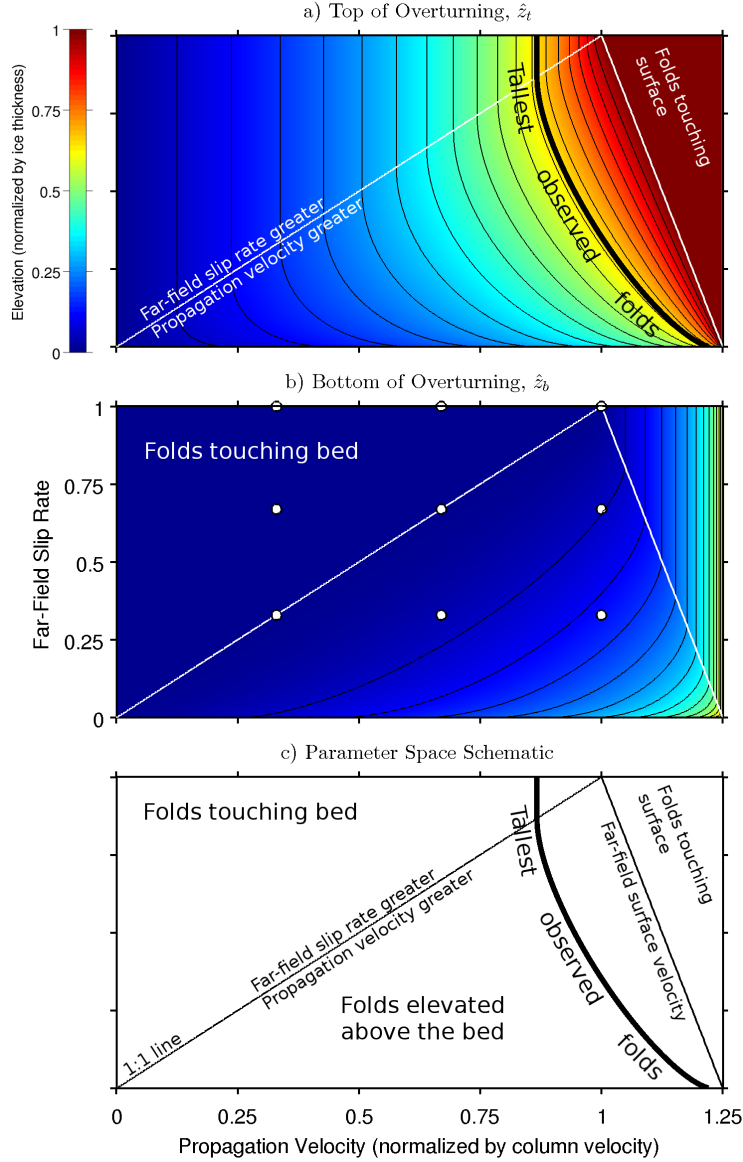 a) Top of Overturning, ẑt
1
0.75
0.5
0.25
0
Elevation (normalized by ice thickness)
Far-field slip rate greater
Propagation velocity greater
Tallest
observed
folds
Folds touching
surface
b) Bottom of Overturning, ẑb
1
0.75
0.5
0.25
0
Far-Field Slip Rate
Folds touching bed
c) Parameter Space Schematic
Folds touching bed
Far-field slip rate greater
Propagation velocity greater
1:1 line
Tallest
observed
folds
Far-field surface velocity
Folds touching
surface
Folds elevated
above the bed
0 0.25 0.5 0.75 1 1.25
Propagation Velocity (normalized by column velocity)